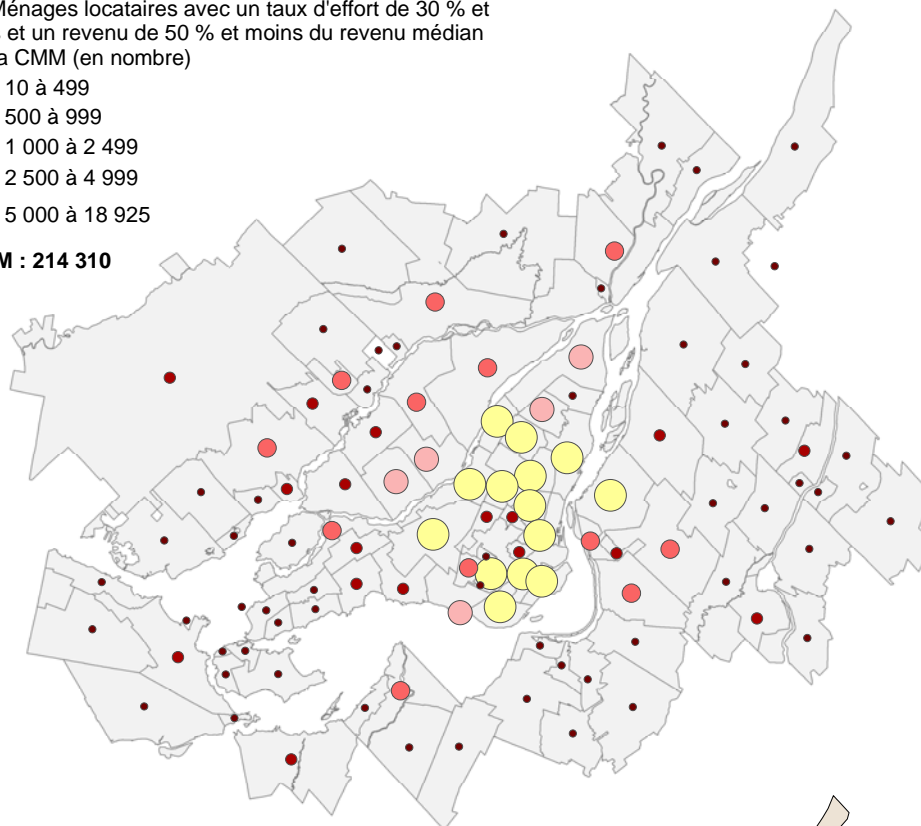 Ménages locataires avec un taux d'effort de 30 % et
et un revenu de 50 % et moins du revenu médian
a CMM (en nombre)
10 à 499
500 à 999
1 000 à 2 499
2 500 à 4 999
5 000 à 18 925
M : 214 310